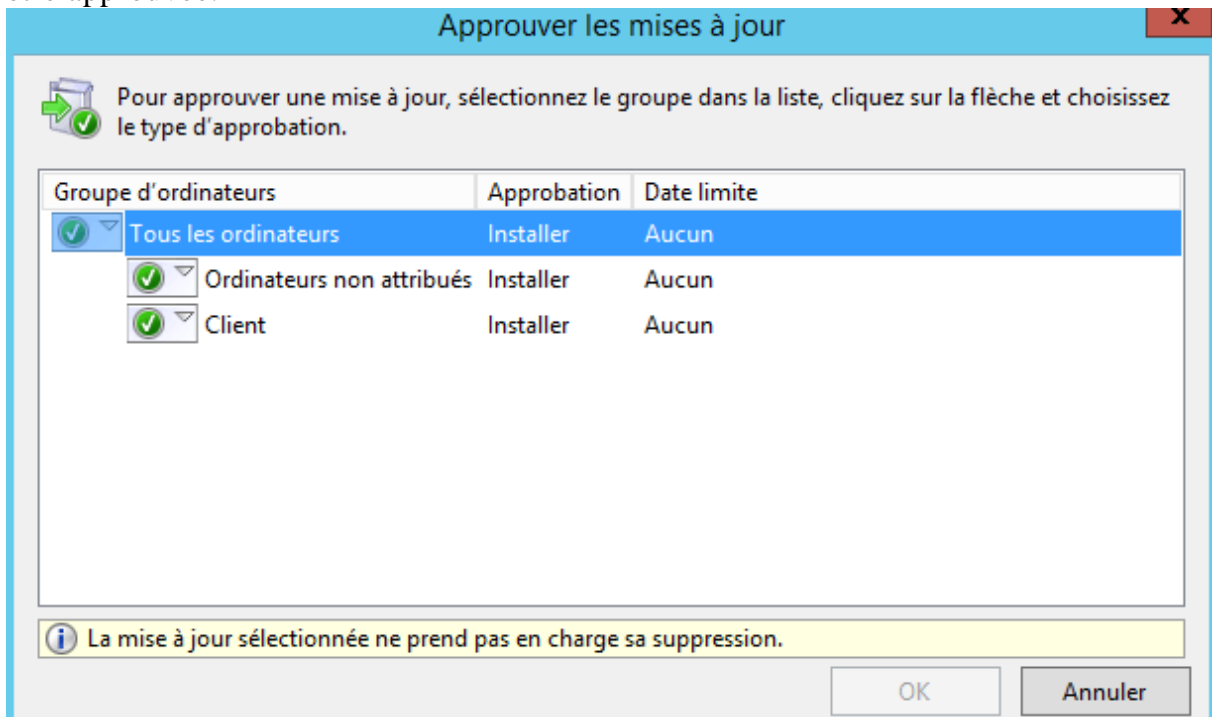 Approuver les mises à jour
x
Pour approuver une mise à jour, sélectionnez le groupe dans la liste, cliquez sur la flèche et choisissez
le type d'approbation.
Groupe d'ordinateurs Approbation Date limite
Tous les ordinateurs Installer Aucun
Ordinateurs non attribués Installer Aucun
Client Installer Aucun
La mise à jour sélectionnée ne prend pas en charge sa suppression.
OK Annuler